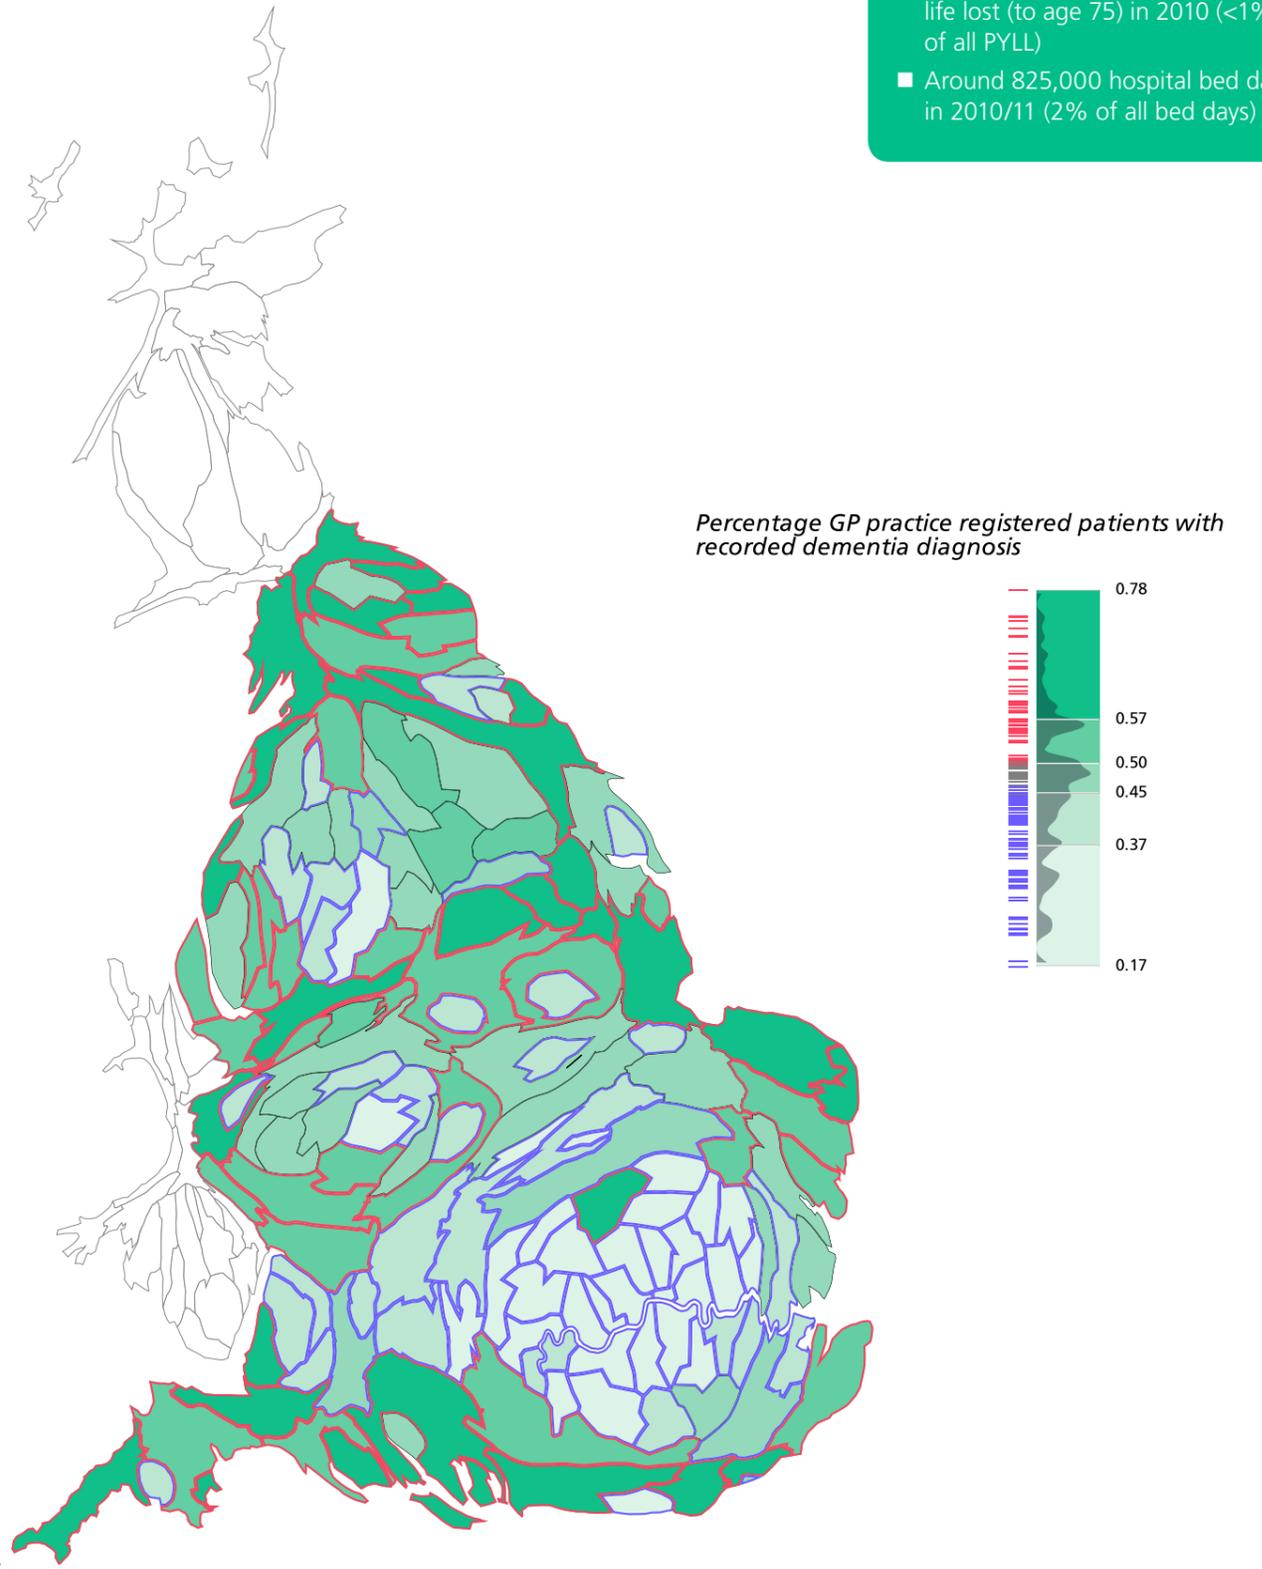 life lost (to age 75) in 2010 (<1%
of all PYLL)
Around 825,000 hospital bed
in 2010/11 (2% of all bed days)
Percentage GP practice registered patients with
recorded dementia diagnosis
0.78
0.57
0.50
0.45
0.37
0.17